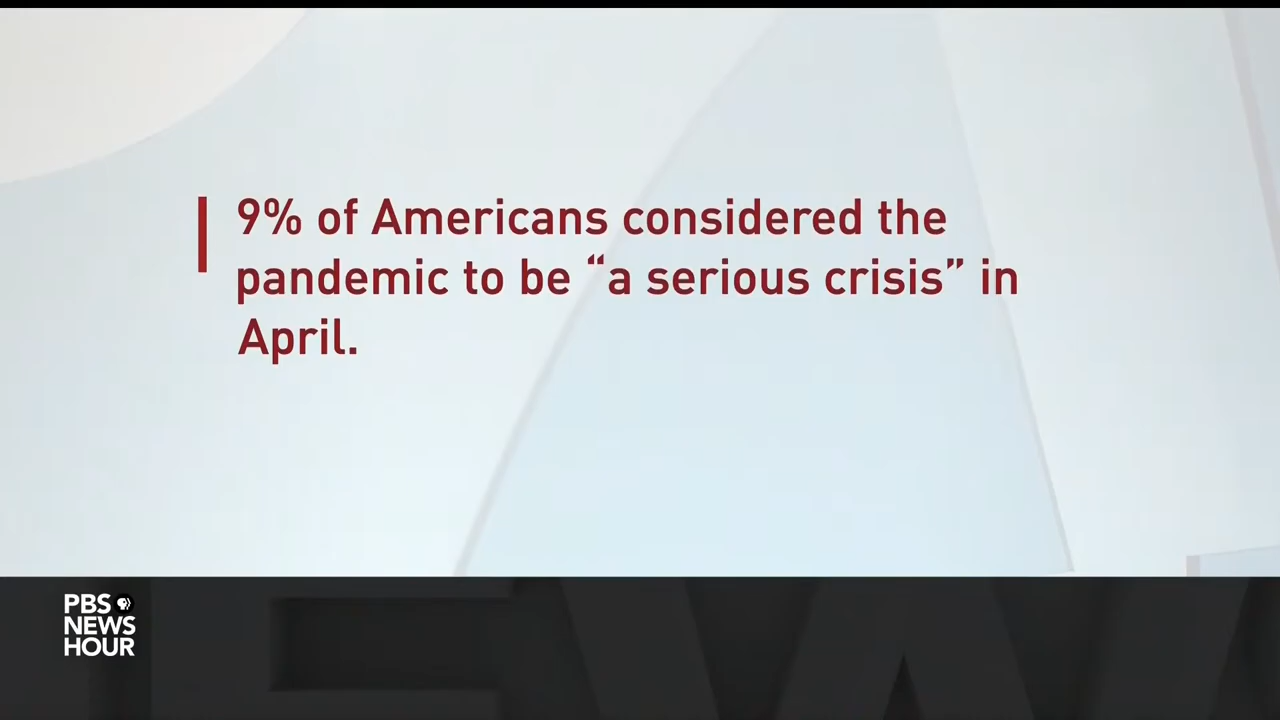 9% of Americans considered the
pandemic to be “a serious crisis” in
April.
PBS
NEWS
HOUR